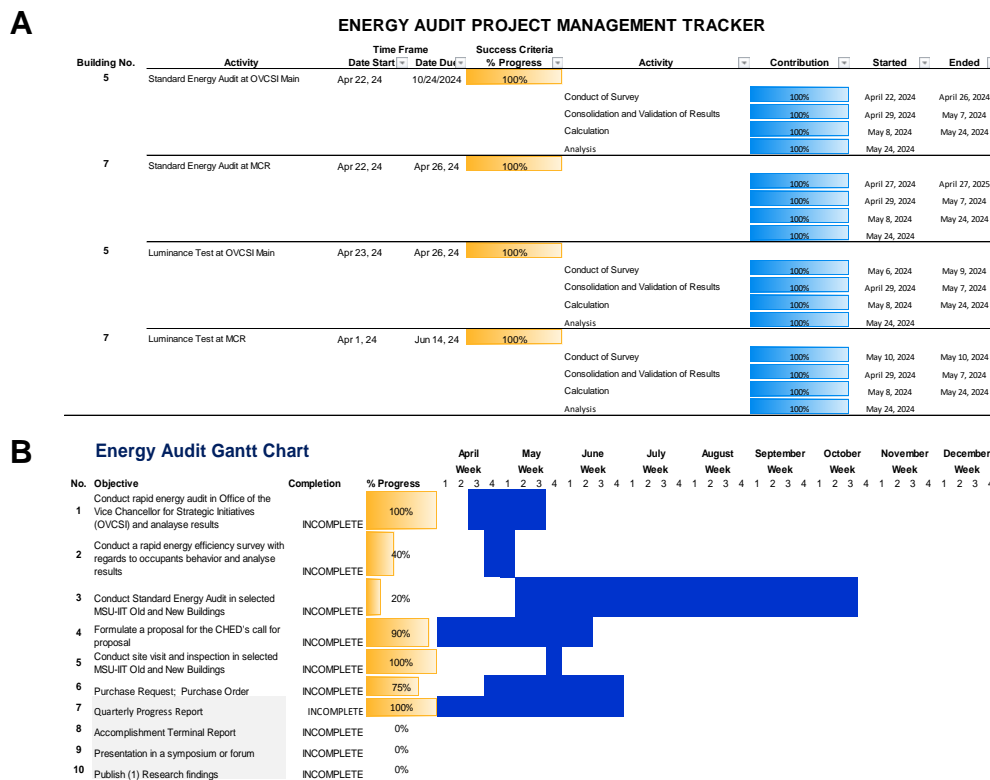 A
ENERGY AUDIT PROJECT MANAGEMENT TRACKER
Time Frame Success Criteria
Building No. Activity Date Start Date Due % Progress Activity Contribution Started Ended
5 Standard Energy Audit at OVCSI Main Apr 22, 24 10/24/2024 100%
Conduct of Survey 100% April 22, 2024 April 26, 2024
Consolidation and Validation of Results 100% April 29, 2024 May 7, 2024
Calculation 100% May 8, 2024 May 24, 2024
Analysis 100% May 24, 2024
7 Standard Energy Audit at MCR Apr 22, 24 Apr 26, 24 100%
100% April 27, 2024 April 27, 2025
100% April 29, 2024 May 7, 2024
100% May 8, 2024 May 24, 2024
100% May 24, 2024
5 Luminance Test at OVCSI Main Apr 23, 24 Apr 26, 24 100%
Conduct of Survey 100% May 6, 2024 May 9, 2024
Consolidation and Validation of Results 100% April 29, 2024 May 7, 2024
Calculation 100% May 8, 2024 May 24, 2024
Analysis 100% May 24, 2024
7 Luminance Test at MCR Apr 1, 24 Jun 14, 24 100%
Conduct of Survey 100% May 10, 2024 May 10, 2024
Consolidation and Validation of Results 100% April 29, 2024 May 7, 2024
Calculation 100% May 8, 2024 May 24, 2024
Analysis 100% May 24, 2024
B
Energy Audit Gantt Chart
April May June July August September October November December
Week Week Week Week Week Week Week Week Week
No. Objective Completion % Progress 1 2 3 4 1 2 3 4 1 2 3 4 1 2 3 4 1 2 3 4 1 2 3 4 1 2 3 4 1 2 3 4 1 2 3 4
1 Conduct rapid energy audit in Office of the
Vice Chancellor for Strategic Initiatives 100%
(OVCSI) and analayse results INCOMPLETE
2 Conduct a rapid energy efficiency survey with
regards to occupants behavior and analyse 40%
results INCOMPLETE
3 Conduct Standard Energy Audit in selected 20%
MSU-IIT Old and New Buildings INCOMPLETE
4 Formulate a proposal for the CHED's call for 90%
proposal INCOMPLETE
5 Conduct site visit and inspection in selected 100%
MSU-IIT Old and New Buildings INCOMPLETE
6 Purchase Request; Purchase Order INCOMPLETE 75%
7 Quarterly Progress Report INCOMPLETE 100%
8 Accomplishment Terminal Report INCOMPLETE 0%
9 Presentation in a symposium or forum INCOMPLETE 0%
10 Publish (1) Research findings INCOMPLETE 0%